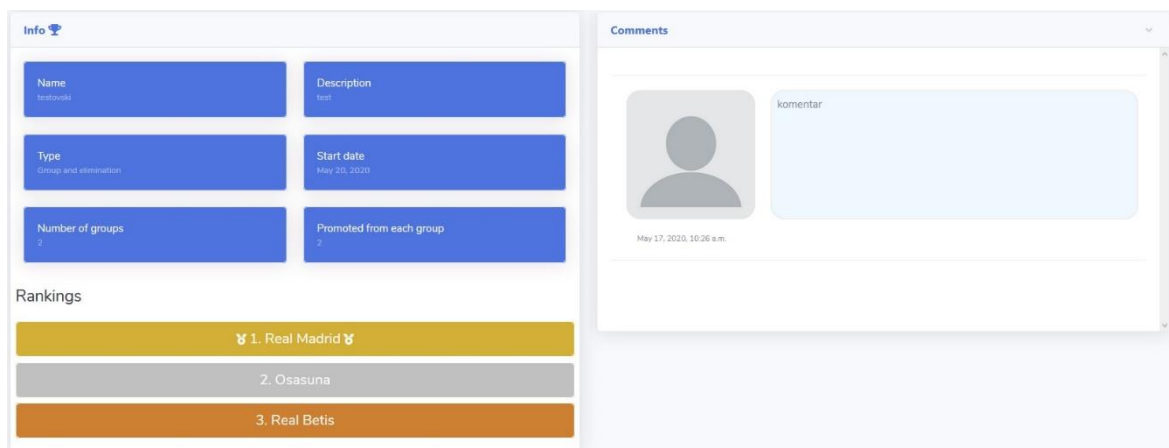 Info
Name
testovski
Description
test
Type
Group and elimination
Start date
May 20, 2020
Number of groups
2
Promoted from each group
2
Rankings
1. Real Madrid
2. Osasuna
3. Real Betis
Comments
komentar
May 17, 2020, 10:26 a.m.